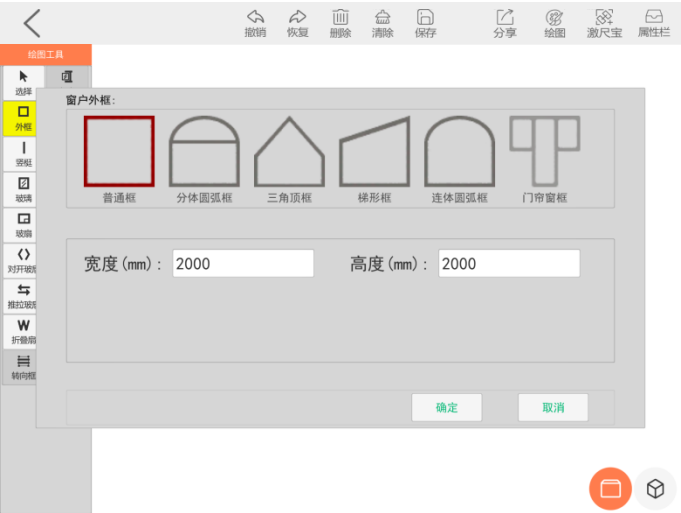 撤销 恢复 删除 清除 保存 分享 绘图 激尺宝 属性栏
绘图工具
选择
外框
竖梃
玻璃
玻扇
对开玻
推拉玻
折叠扇
转向框
窗户外框:
普通框 分体圆弧框 三角顶框 梯形框 连体圆弧框 门帘窗框
宽度(mm): 2000 高度(mm): 2000
确定 取消